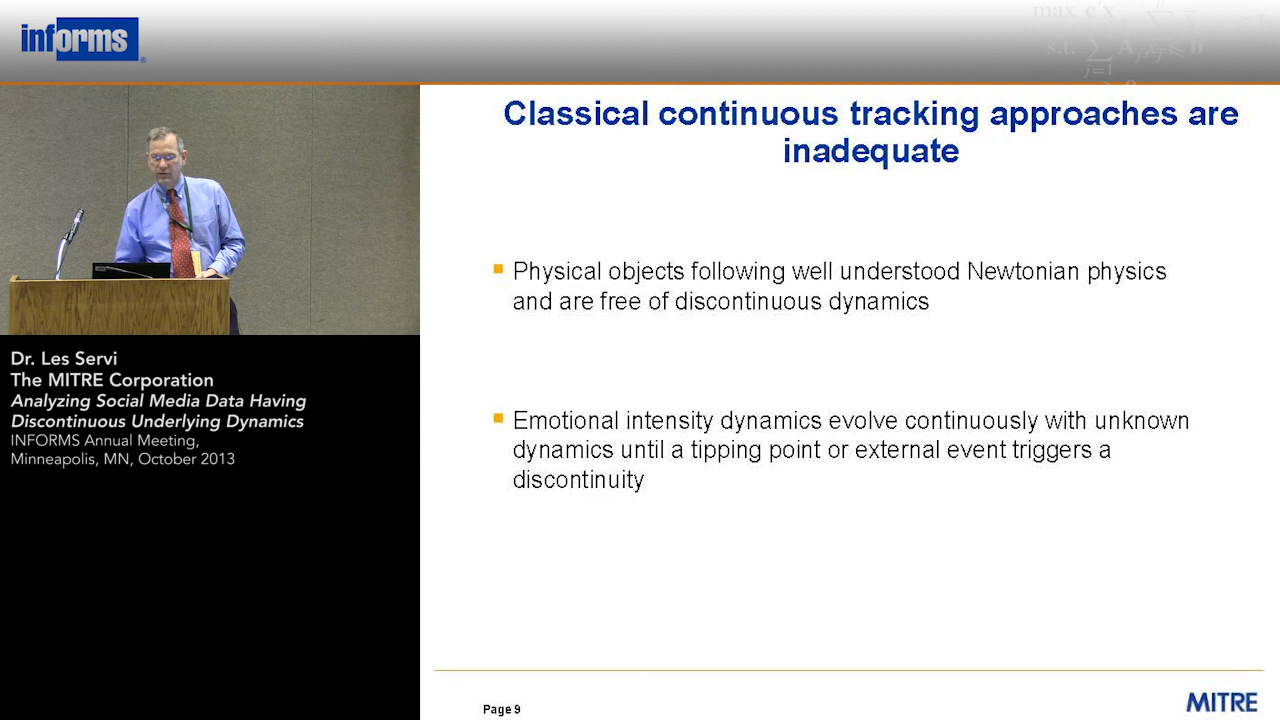 informs
max c'x
s.t.
Dr. Les Servi
The MITRE Corporation
Analyzing Social Media Data Having
Discontinuous Underlying Dynamics
INFORMS Annual Meeting,
Minneapolis, MN, October 2013
Classical continuous tracking approaches are
inadequate
Physical objects following well understood Newtonian physics
and are free of discontinuous dynamics
Emotional intensity dynamics evolve continuously with unknown
dynamics until a tipping point or external event triggers a
discontinuity
Page 9
MITRE